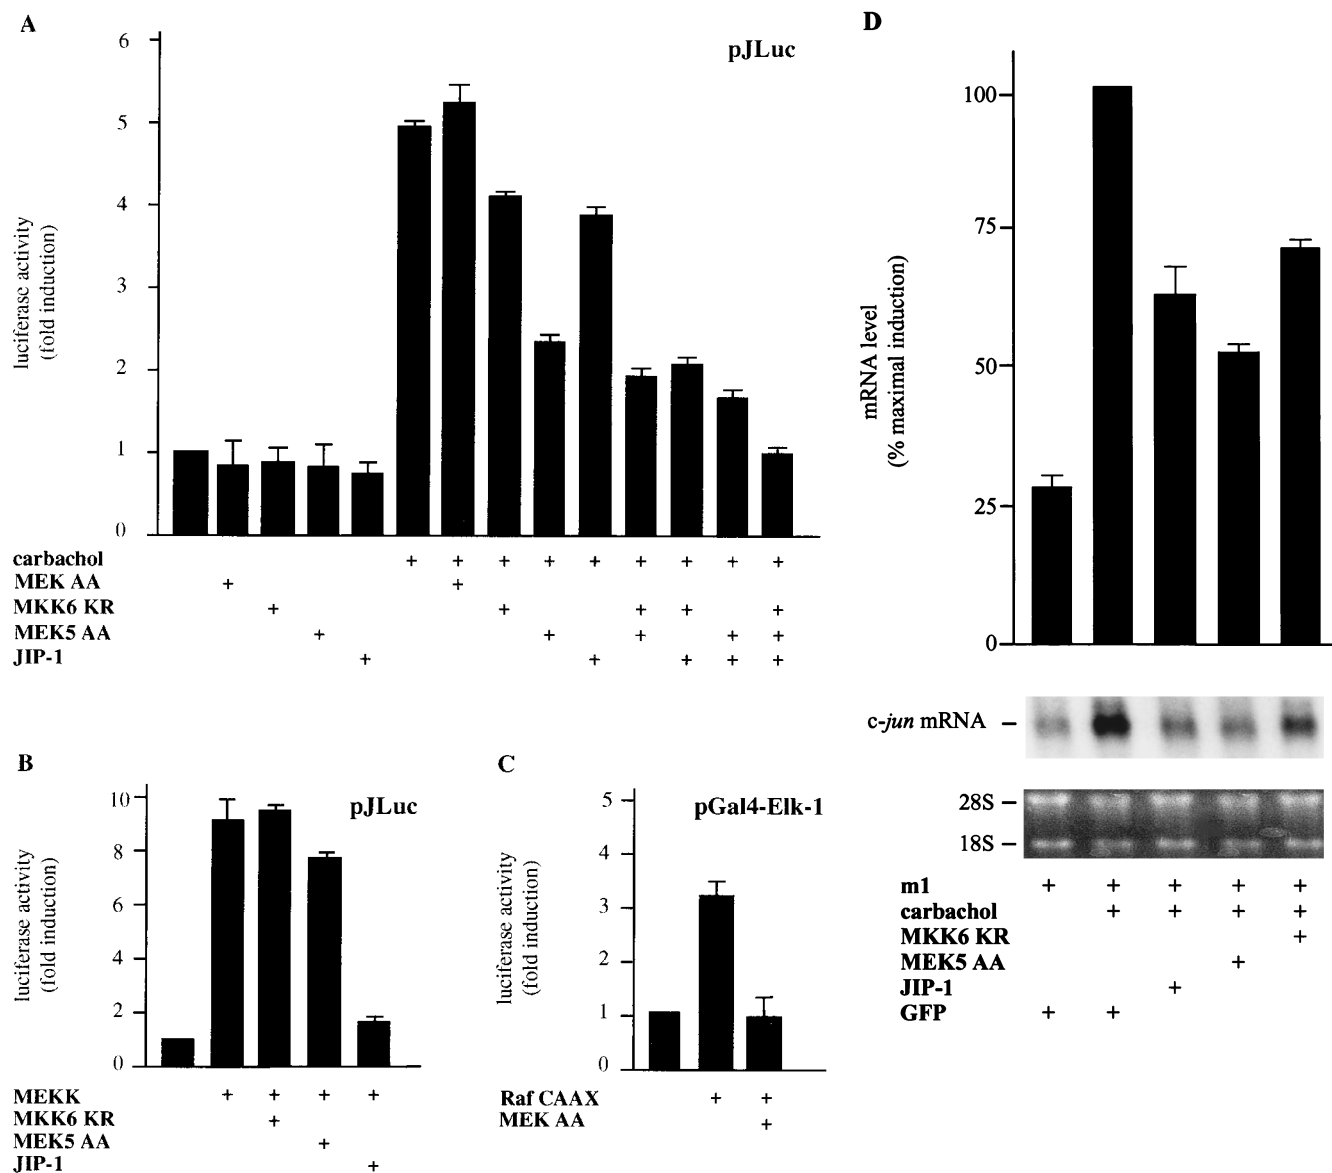 A
pJLuc
6
5
4
3
2
1
0
luciferase activity
(fold induction)
carbachol + + + + + + + + +
MEK AA + +
MKK6 KR + + + + +
MEK5 AA + + + + +
JIP-1 + + + + +
B
pJLuc
10
8
6
4
2
0
luciferase activity
(fold induction)
MEKK + + + +
MKK6 KR +
MEK5 AA +
JIP-1 +
C
pGal4-Elk-1
5
4
3
2
1
0
luciferase activity
(fold induction)
Raf CAAX + +
MEK AA +
D
100
75
50
25
0
mRNA level
(% maximal induction)
c-jun mRNA –
28S –
18S –
m1 + + + + +
carbachol + + + +
MKK6 KR +
MEK5 AA +
JIP-1 +
GFP + +